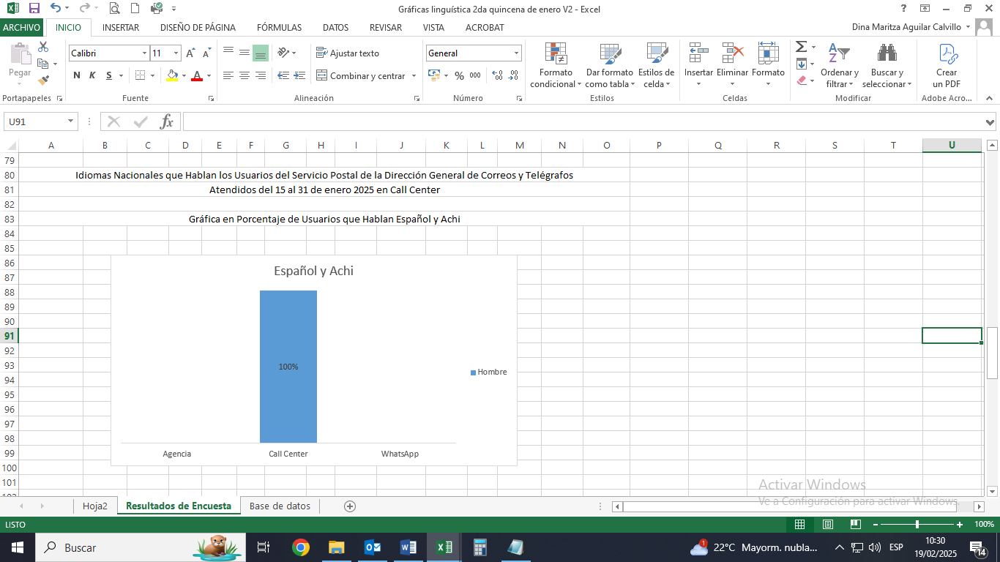 Gráficas linguística 2da quincena de enero V2 - Excel
ARCHIVO INICIO INSERTAR DISEÑO DE PÁGINA FÓRMULAS DATOS REVISAR VISTA ACROBAT
Dina Maritza Aguilar Calvillo
Pegar
Portapapeles
Calibri 11
N K S
Fuente
Ajustar texto
Combinar y centrar
Alineación
General
% 000
Número
Formato condicional
Dar formato como tabla
Estilos de celda
Estilos
Insertar Eliminar Formato
Celdas
Ordenar y filtrar
Buscar y seleccionar
Modificar
Crear un PDF
Adobe Acro...
U91
fx
A B C D E F G H I J K L M N O P Q R S T U
79
80 Idiomas Nacionales que Hablan los Usuarios del Servicio Postal de la Dirección General de Correos y Telégrafos
81 Atendidos del 15 al 31 de enero 2025 en Call Center
82
83 Gráfica en Porcentaje de Usuarios que Hablan Español y Achi
84
85
86
87
88
89
90
91
92
93
94
95
96
97
98
99
100
101
Español y Achi
100%
Hombre
Agencia Call Center WhatsApp
Activar Windows
Ve a Configuración para activar Windows.
Hoja2 Resultados de Encuesta Base de datos
LISTO
100%
Buscar
22°C Mayorm. nubla...
ESP
10:30
19/02/2025
14